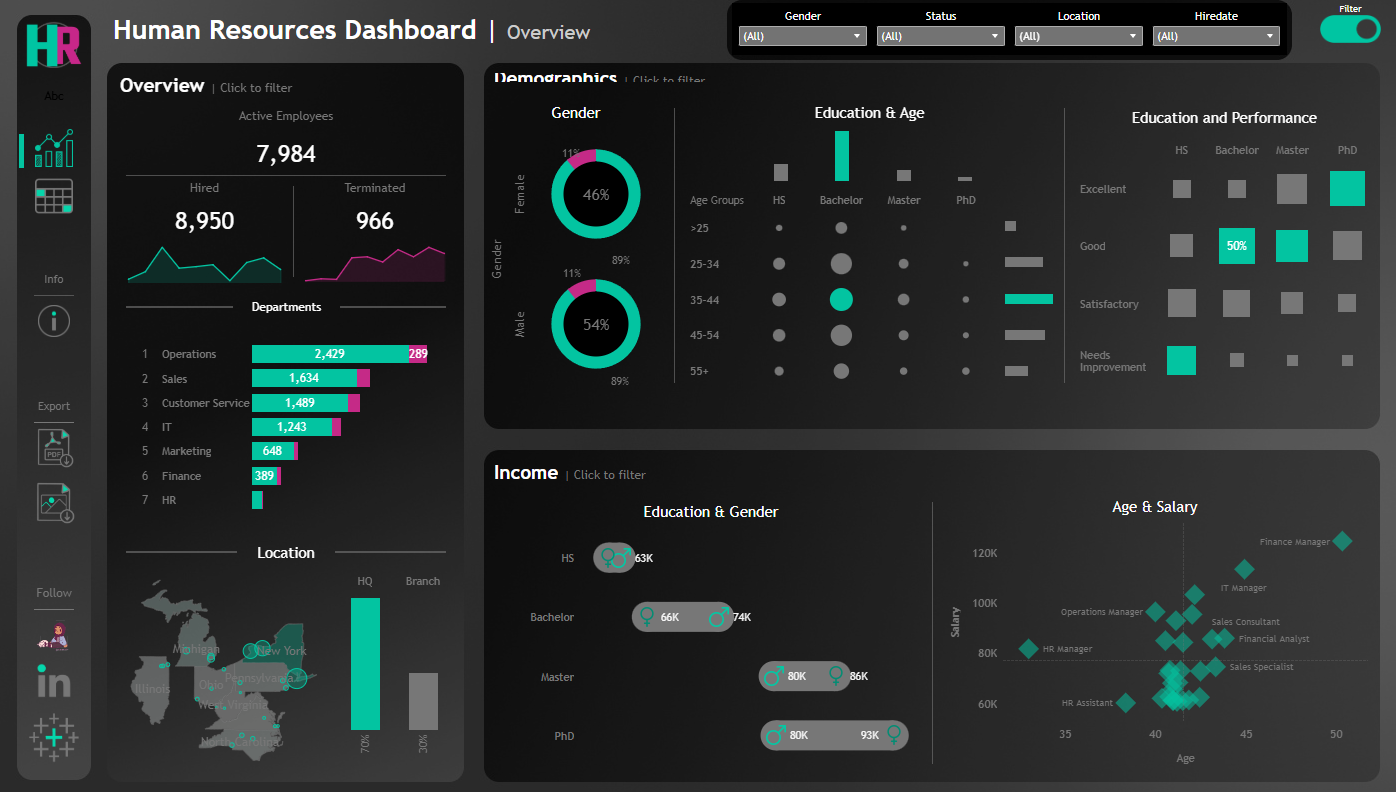 HR
Human Resources Dashboard | Overview
Gender Status Location Hiredate
(All) (All) (All) (All)
Filter
Abc
Info
Export
PDF
Follow
in
Overview | Click to filter
Active Employees
7,984
Hired Terminated
8,950 966
Departments
1 Operations 2,429 289
2 Sales 1,634
3 Customer Service 1,489
4 IT 1,243
5 Marketing 648
6 Finance 389
7 HR
Location
HQ Branch
Michigan
New York
Illinois
Ohio
Pennsylvania
West Virginia
North Carolina
70% 30%
Demographics | Click to filter
Gender
Gender
Female
11%
46%
89%
Male
11%
54%
89%
Education & Age
Age Groups HS Bachelor Master PhD
>25
25-34
35-44
45-54
55+
Education and Performance
HS Bachelor Master PhD
Excellent
Good 50%
Satisfactory
Needs
Improvement
Income | Click to filter
Education & Gender
HS 63K
Bachelor 66K 74K
Master 80K 86K
PhD 80K 93K
Age & Salary
Salary
120K
100K
80K
60K
Finance Manager
IT Manager
Operations Manager
Sales Consultant
Financial Analyst
HR Manager
Sales Specialist
HR Assistant
35 40 45 50
Age